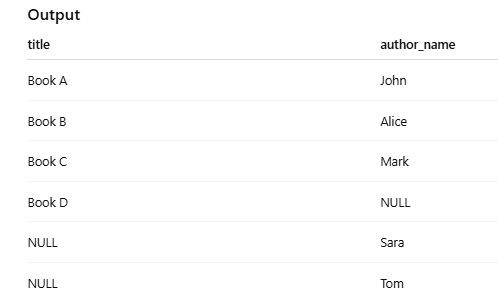 Output
title author_name
Book A John
Book B Alice
Book C Mark
Book D NULL
NULL Sara
NULL Tom